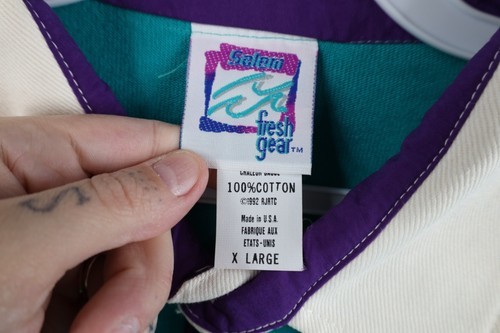 Salem
fresh
gear™
100% COTTON
©1992 RJRTC
Made in U.S.A.
FABRIQUE AUX
ETATS-UNIS
X LARGE